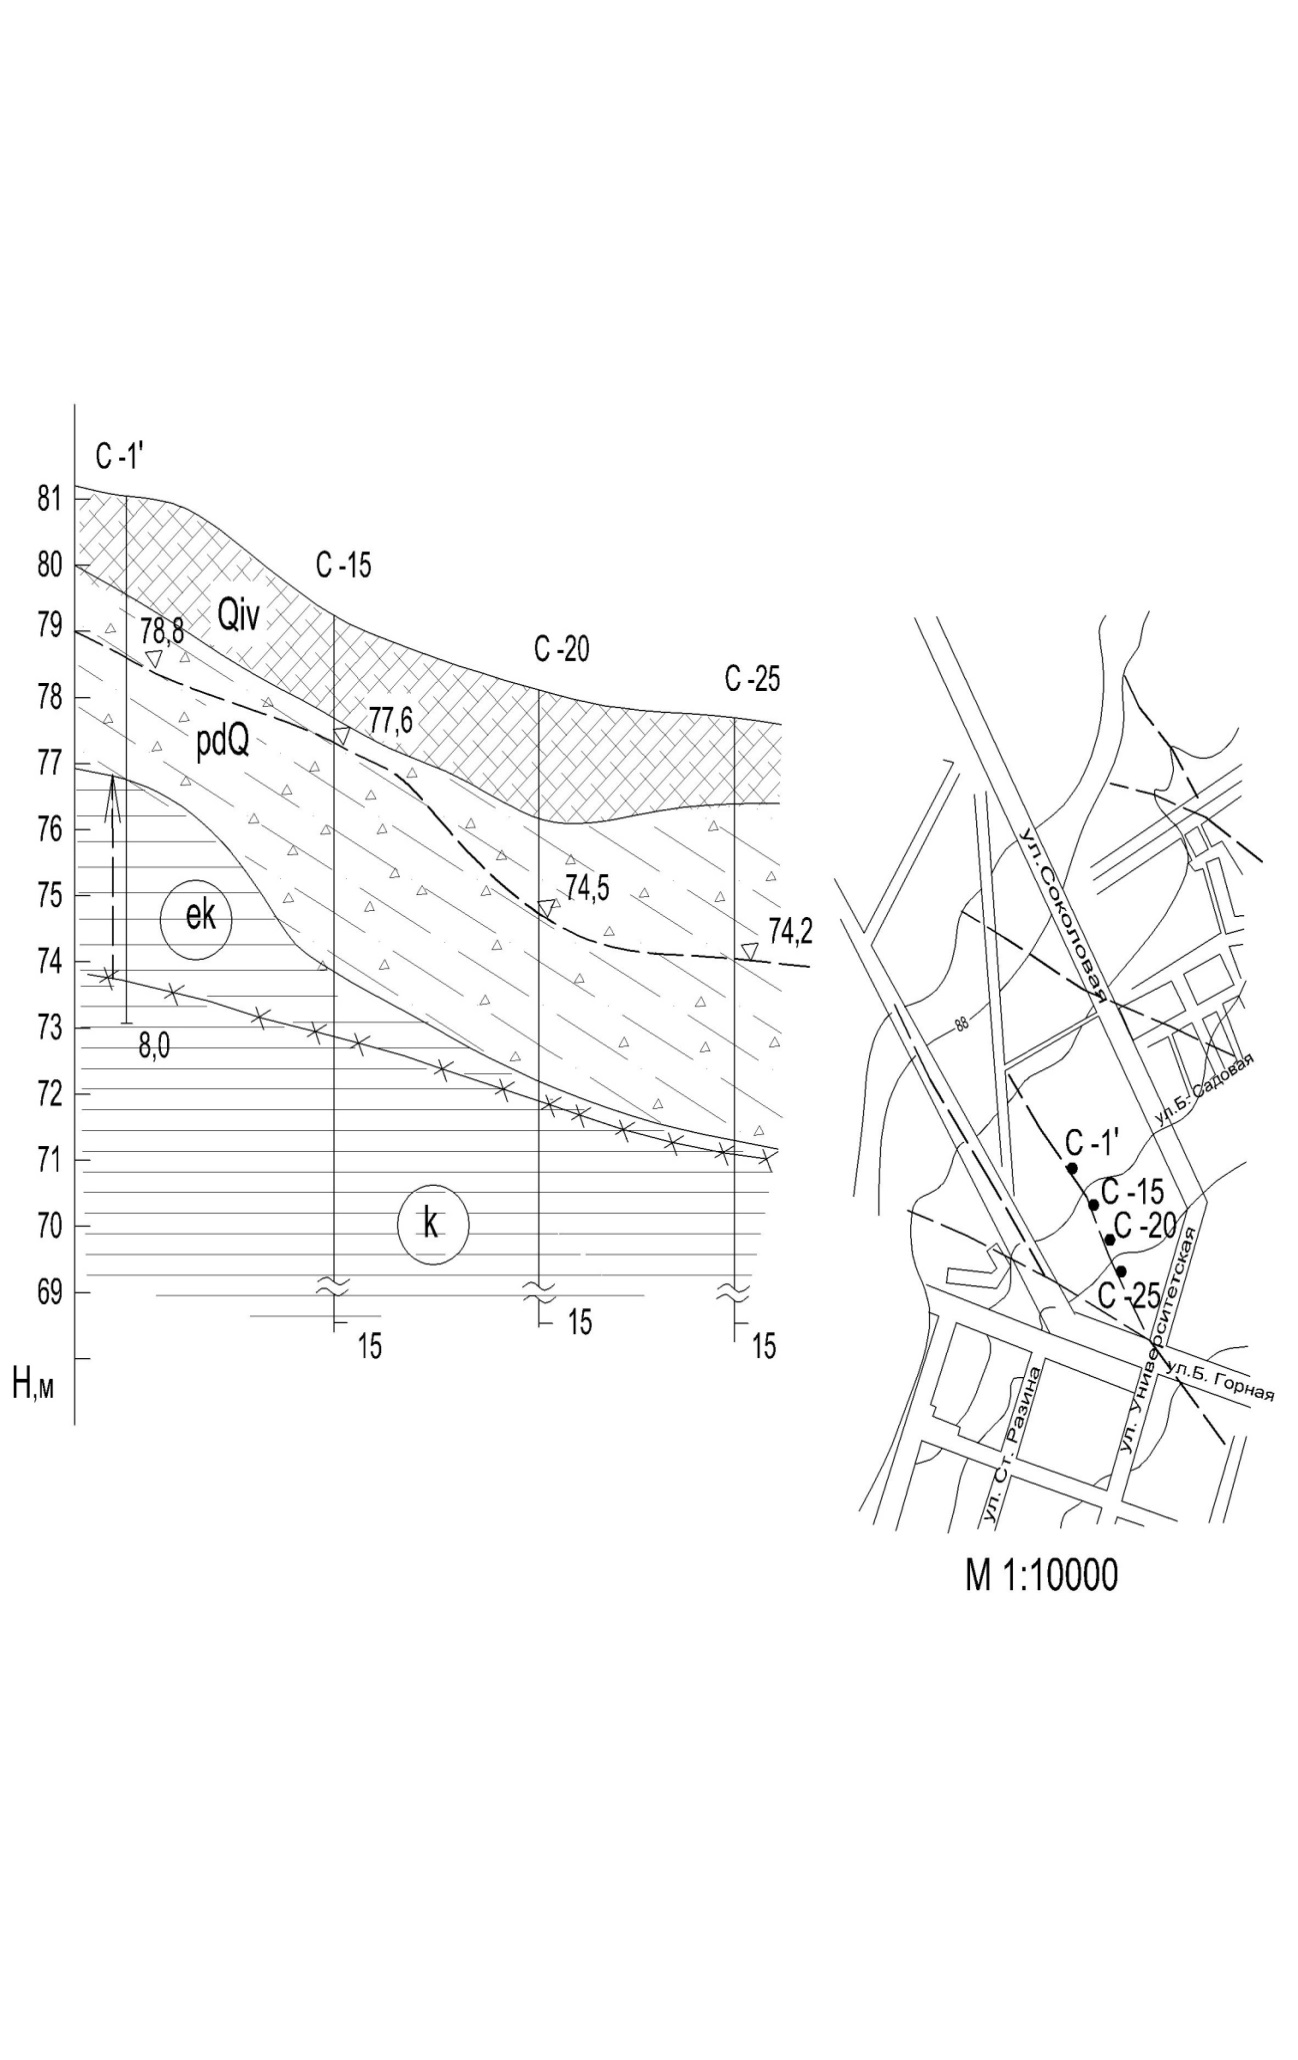 С -1'
81
С -15
80
Qiv
79
78,8
С -20
С -25
78
77,6
pdQ
77
76
75
74,5
ek
74,2
74
73
8,0
72
71
k
70
69
15
15
15
Н,м
ул.Соколовая
88
ул.Б. Садовая
С -1'
С -15
С -20
С -25
ул. Университетская
ул.Б. Горная
ул. Ст. Разина
М 1:10000